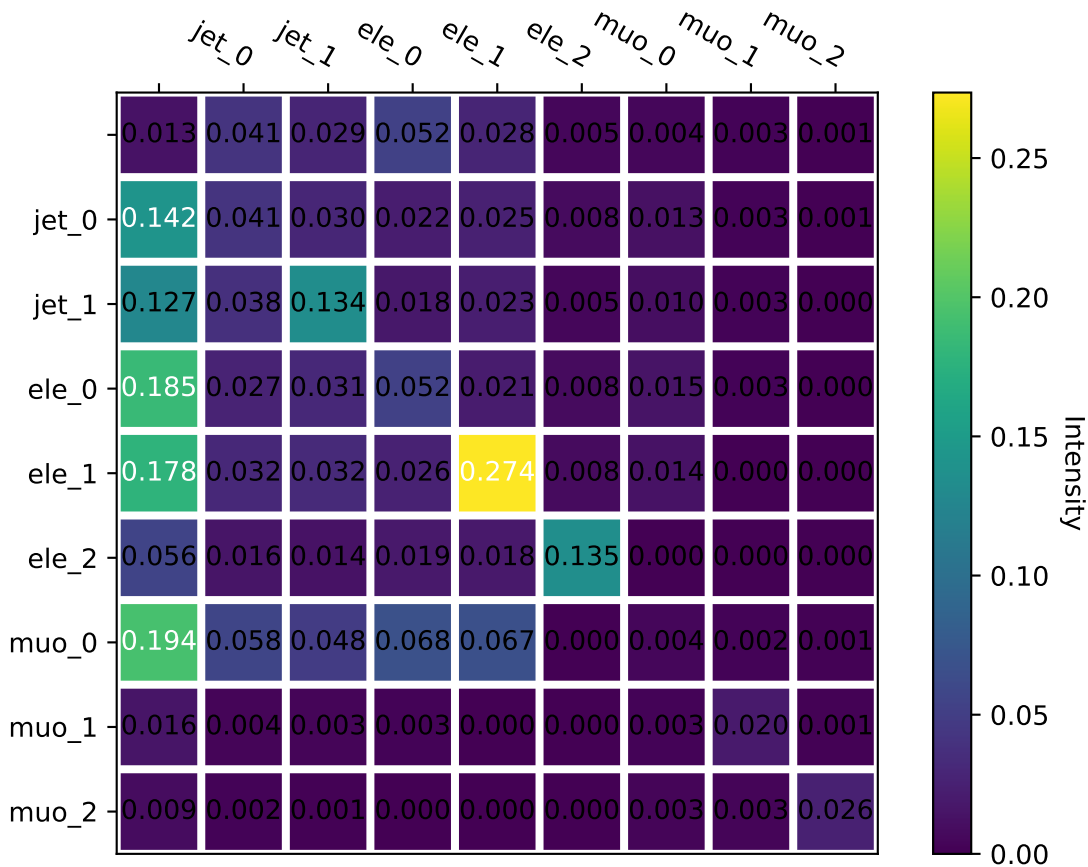 jet_0 jet_1 ele_0 ele_1 ele_2 muo_0 muo_1 muo_2
0.013 0.041 0.029 0.052 0.028 0.005 0.004 0.003 0.001
jet_0 0.142 0.041 0.030 0.022 0.025 0.008 0.013 0.003 0.001
jet_1 0.127 0.038 0.134 0.018 0.023 0.005 0.010 0.003 0.000
ele_0 0.185 0.027 0.031 0.052 0.021 0.008 0.015 0.003 0.000
ele_1 0.178 0.032 0.032 0.026 0.274 0.008 0.014 0.000 0.000
ele_2 0.056 0.016 0.014 0.019 0.018 0.135 0.000 0.000 0.000
muo_0 0.194 0.058 0.048 0.068 0.067 0.000 0.004 0.002 0.001
muo_1 0.016 0.004 0.003 0.003 0.000 0.000 0.003 0.020 0.001
muo_2 0.009 0.002 0.001 0.000 0.000 0.000 0.003 0.003 0.026
0.25
0.20
0.15
0.10
0.05
0.00
Intensity